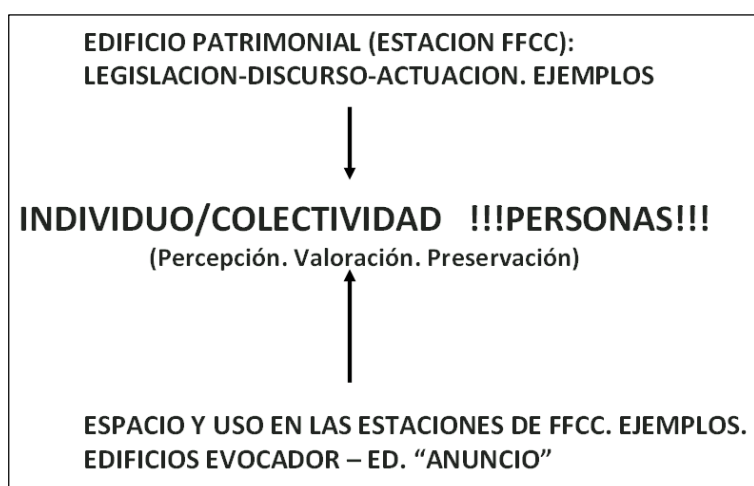 EDIFICIO PATRIMONIAL (ESTACION FFCC):
LEGISLACION-DISCURSO-ACTUACION. EJEMPLOS
INDIVIDUO/COLECTIVIDAD !!!PERSONAS!!!
(Percepción. Valoración. Preservación)
ESPACIO Y USO EN LAS ESTACIONES DE FFCC. EJEMPLOS.
EDIFICIOS EVOCADOR – ED. “ANUNCIO”